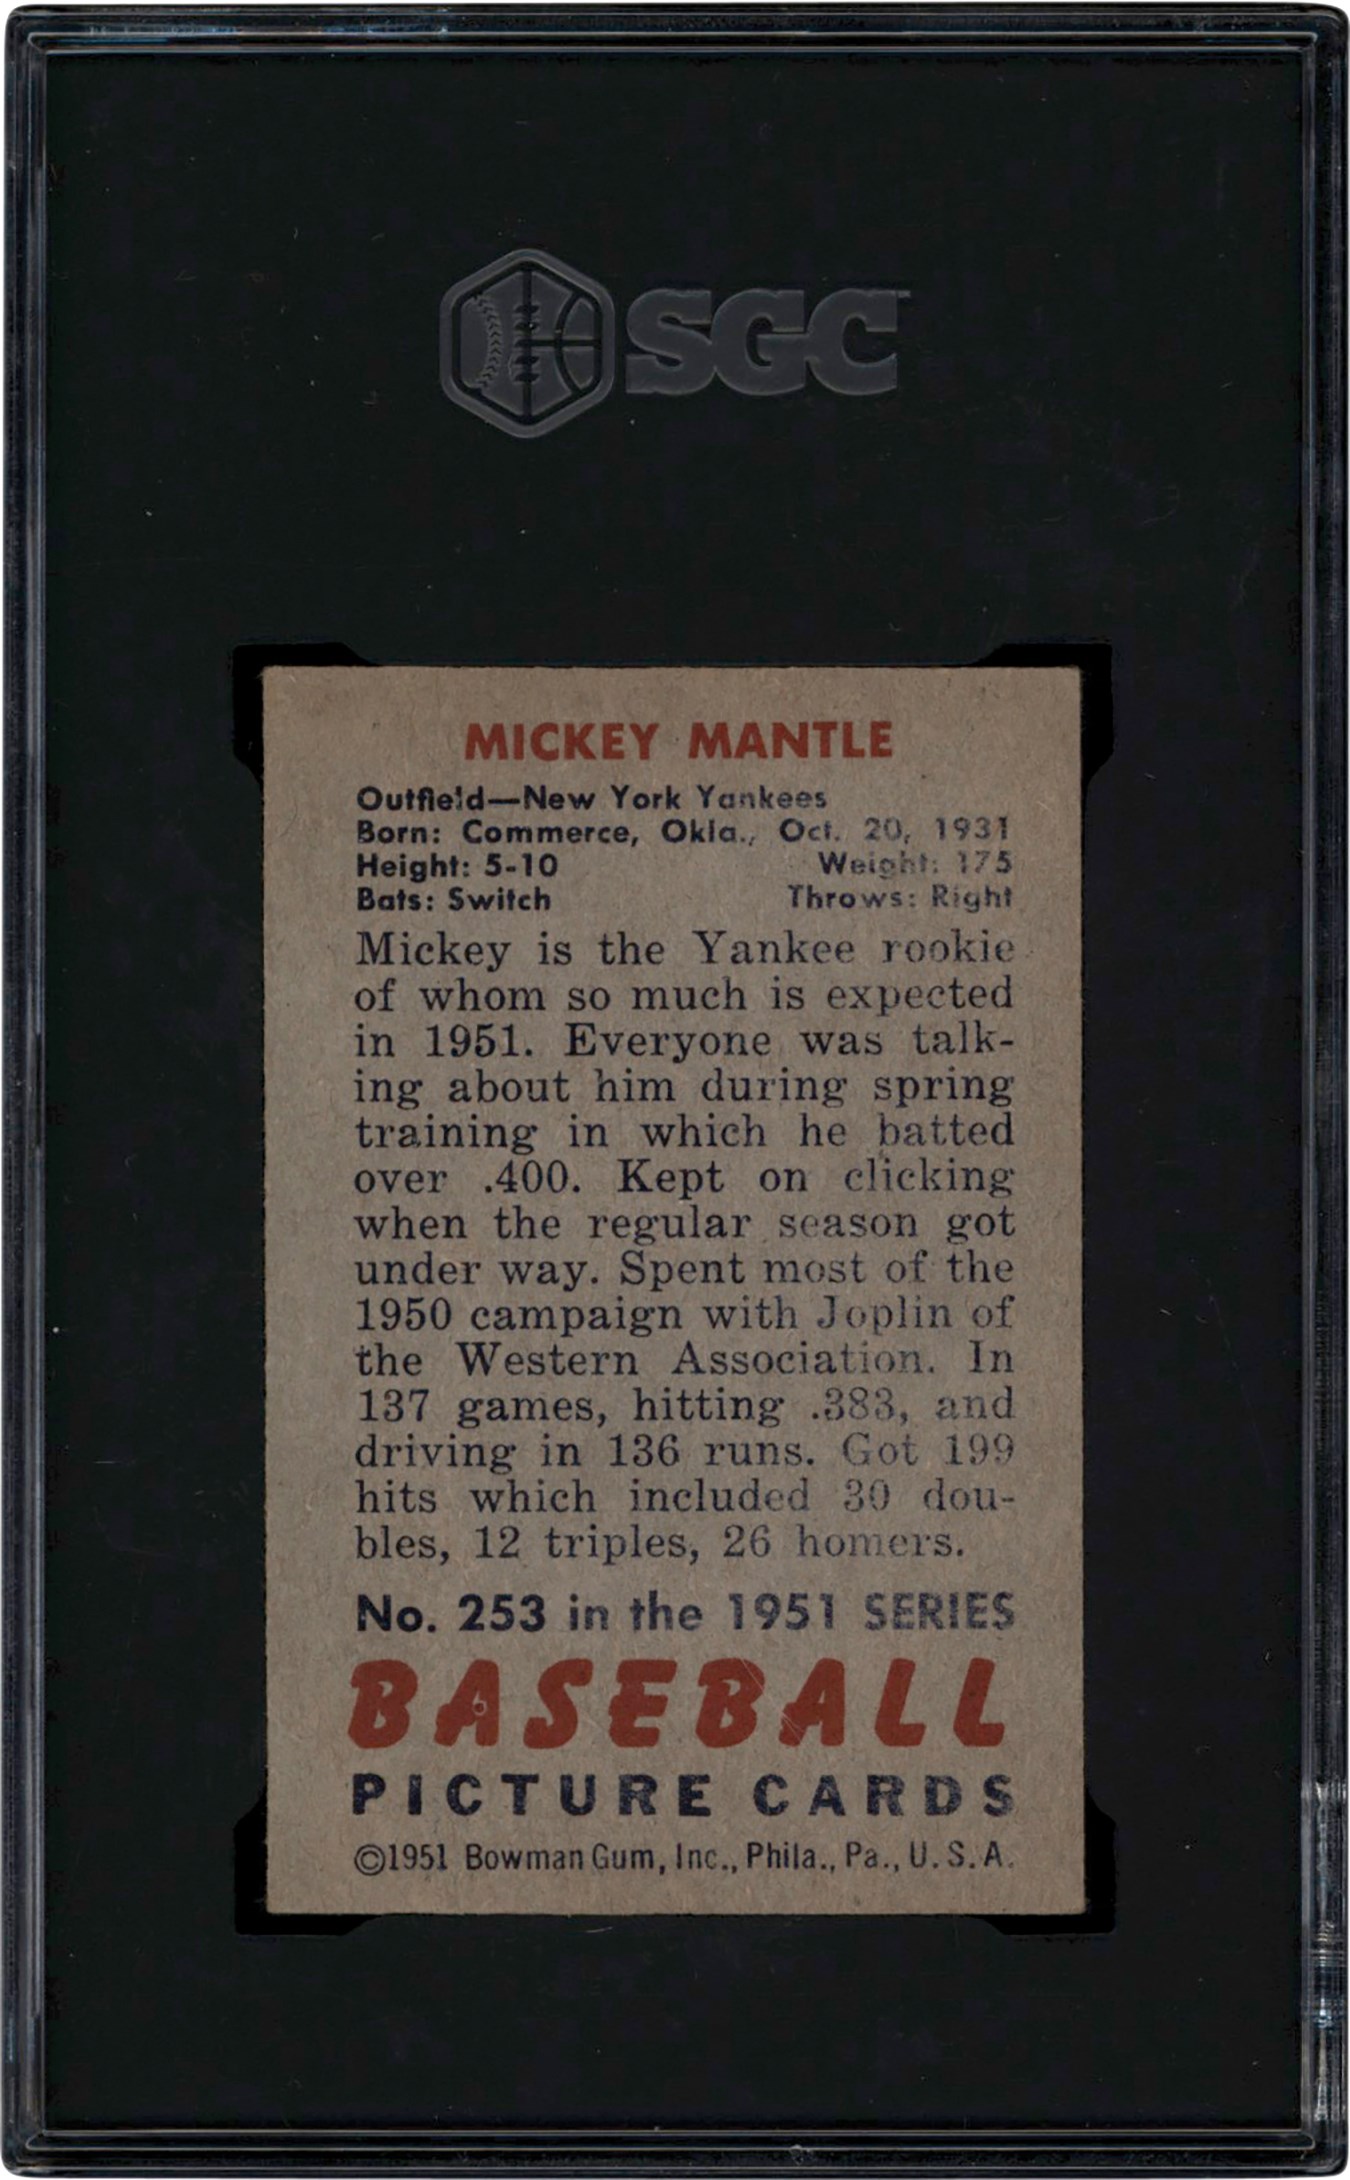 SGC
MICKEY MANTLE
Outfield—New York Yankees
Born: Commerce, Okla., Oct. 20, 1931
Height: 5-10 Weight: 175
Bats: Switch Throws: Right
Mickey is the Yankee rookie
of whom so much is expected
in 1951. Everyone was talk-
ing about him during spring
training in which he batted
over .400. Kept on clicking
when the regular season got
under way. Spent most of the
1950 campaign with Joplin of
the Western Association. In
137 games, hitting .383, and
driving in 136 runs. Got 199
hits which included 30 dou-
bles, 12 triples, 26 homers.
No. 253 in the 1951 SERIES
BASEBALL
PICTURE CARDS
©1951 Bowman Gum, Inc., Phila., Pa., U. S. A.